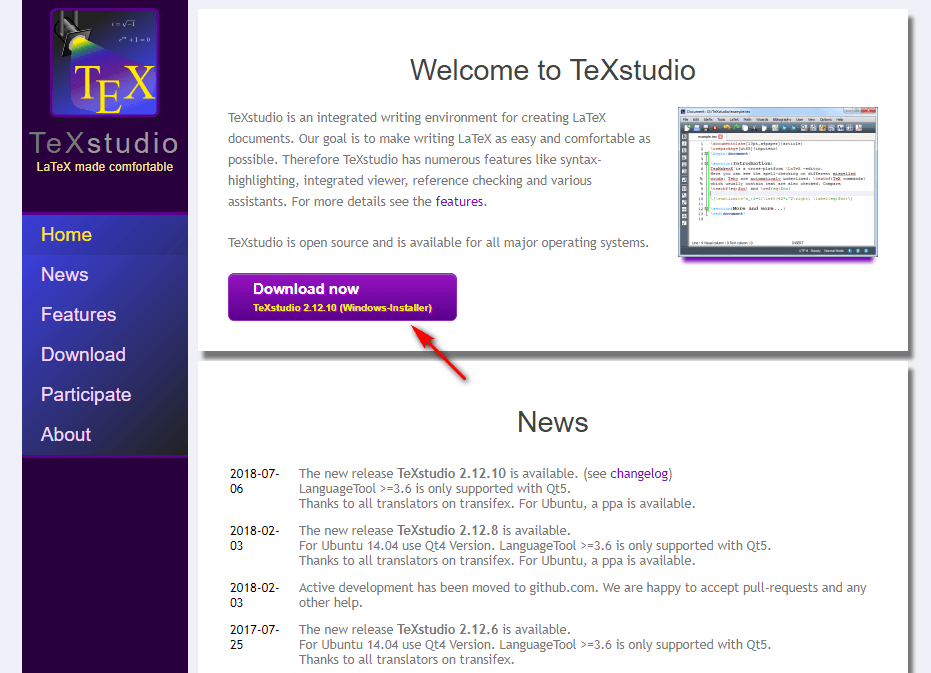 i = √−1
e^iπ + 1 = 0
TEX
TeXstudio
LaTeX made comfortable
Home
News
Features
Download
Participate
About
Welcome to TeXstudio
TeXstudio is an integrated writing environment for creating LaTeX
documents. Our goal is to make writing LaTeX as easy and comfortable as
possible. Therefore TeXstudio has numerous features like syntax-
highlighting, integrated viewer, reference checking and various
assistants. For more details see the features.
TeXstudio is open source and is available for all major operating systems.
Download now
TeXstudio 2.12.10 (Windows-Installer)
News
2018-07-
06
The new release TeXstudio 2.12.10 is available. (see changelog)
LanguageTool >=3.6 is only supported with Qt5.
Thanks to all translators on transifex. For Ubuntu, a ppa is available.
2018-02-
03
The new release TeXstudio 2.12.8 is available.
For Ubuntu 14.04 use Qt4 Version. LanguageTool >=3.6 is only supported with Qt5.
Thanks to all translators on transifex. For Ubuntu, a ppa is available.
2018-02-
03
Active development has been moved to github.com. We are happy to accept pull-requests and any
other help.
2017-07-
25
The new release TeXstudio 2.12.6 is available.
For Ubuntu 14.04 use Qt4 Version. LanguageTool >=3.6 is only supported with Qt5.
Thanks to all translators on transifex.